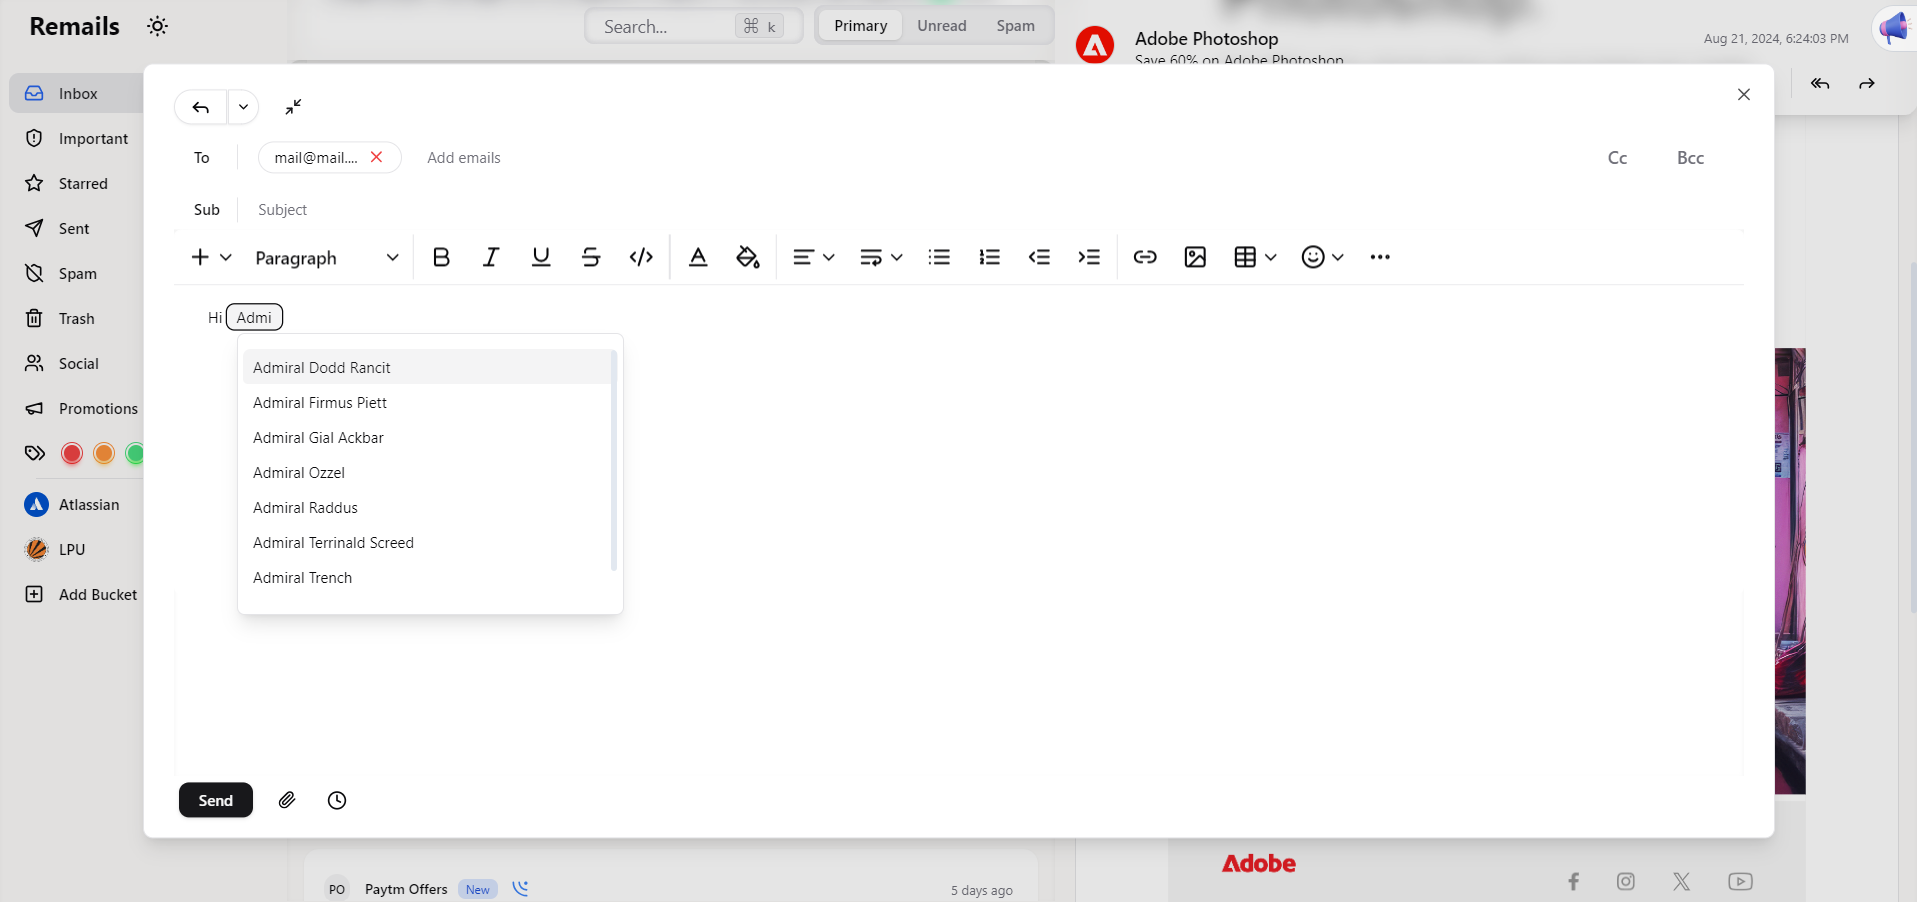 Remails
Search...
⌘ k
Primary
Unread
Spam
Adobe Photoshop
Save 60% on Adobe Photoshop
Aug 21, 2024, 6:24:03 PM
Inbox
Important
Starred
Sent
Spam
Trash
Social
Promotions
Atlassian
LPU
Add Bucket
To
mail@mail....
Add emails
Cc
Bcc
Sub
Subject
Paragraph
Hi Admi
Admiral Dodd Rancit
Admiral Firmus Piett
Admiral Gial Ackbar
Admiral Ozzel
Admiral Raddus
Admiral Terrinald Screed
Admiral Trench
Send
PO
Paytm Offers
New
5 days ago
Adobe